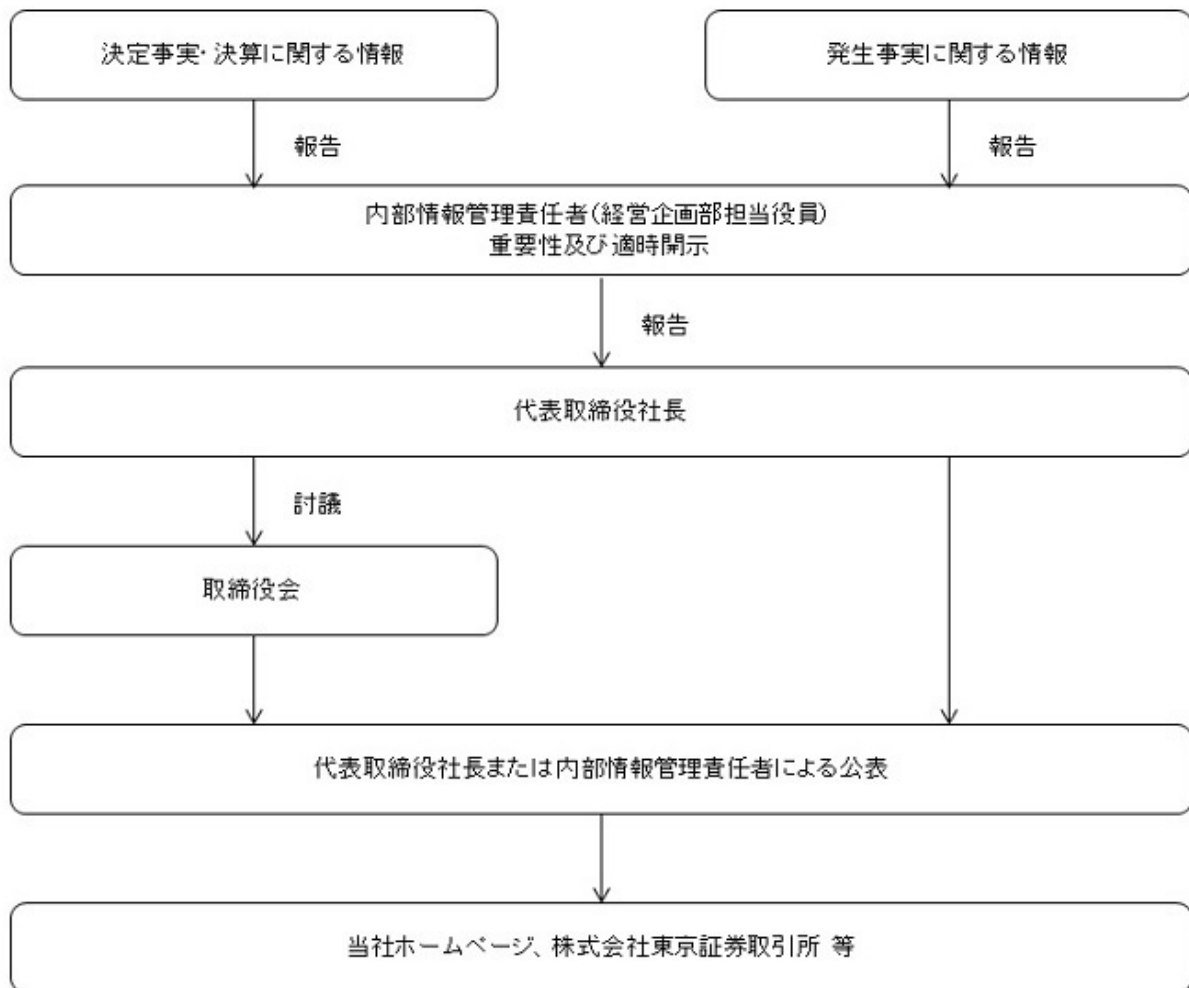 決定事実・決算に関する情報
発生事実に関する情報
報告
報告
内部情報管理責任者(経営企画部担当役員)
重要性及び適時開示
報告
代表取締役社長
討議
取締役会
代表取締役社長または内部情報管理責任者による公表
当社ホームページ、株式会社東京証券取引所 等